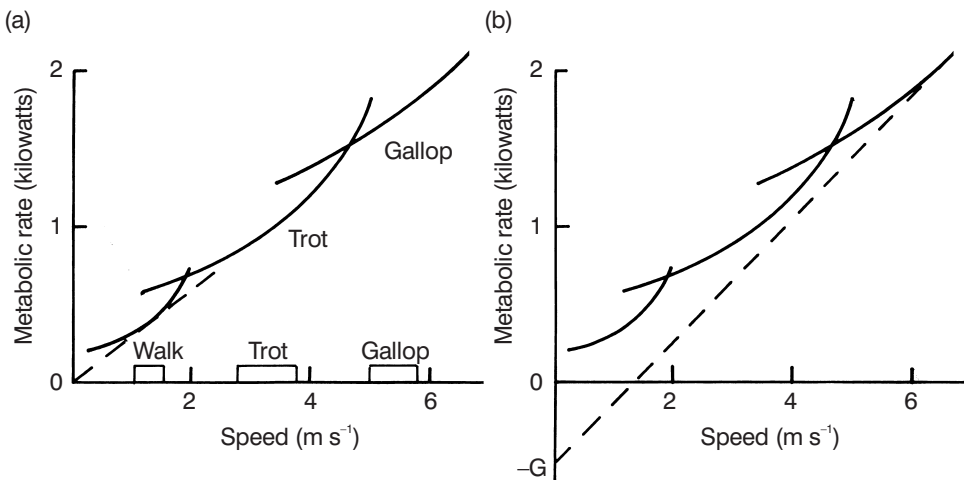 (a)
Metabolic rate (kilowatts)
2
1
0
Gallop
Trot
Walk Trot Gallop
2 4 6
Speed (m s⁻¹)
(b)
Metabolic rate (kilowatts)
2
1
0
–G
2 4 6
Speed (m s⁻¹)